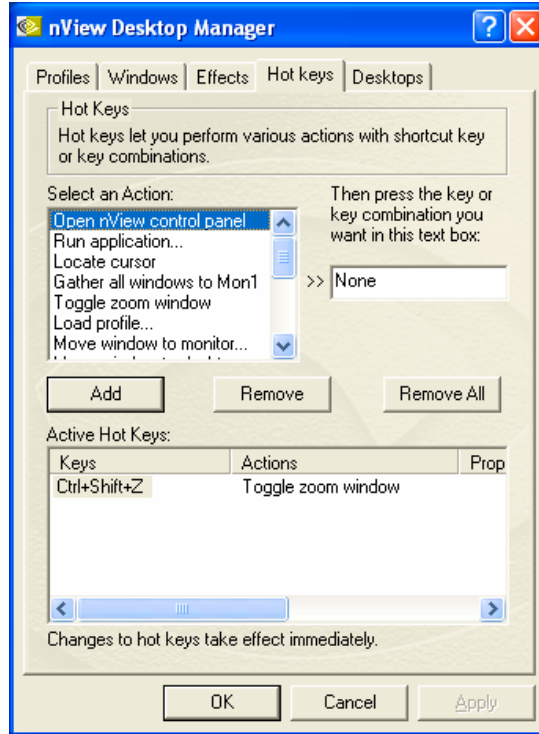 nView Desktop Manager
Profiles Windows Effects Hot keys Desktops
Hot Keys
Hot keys let you perform various actions with shortcut key
or key combinations.
Select an Action:
Open nView control panel
Run application...
Locate cursor
Gather all windows to Mon1
Toggle zoom window
Load profile...
Move window to monitor...
Then press the key or
key combination you
want in this text box:
>> None
Add Remove Remove All
Active Hot Keys:
Keys Actions Prop
Ctrl+Shift+Z Toggle zoom window
Changes to hot keys take effect immediately.
OK Cancel Apply